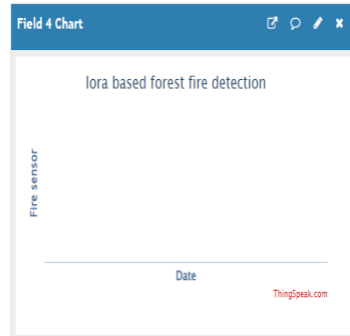 Field 4 Chart
lora based forest fire detection
Fire sensor
Date
ThingSpeak.com